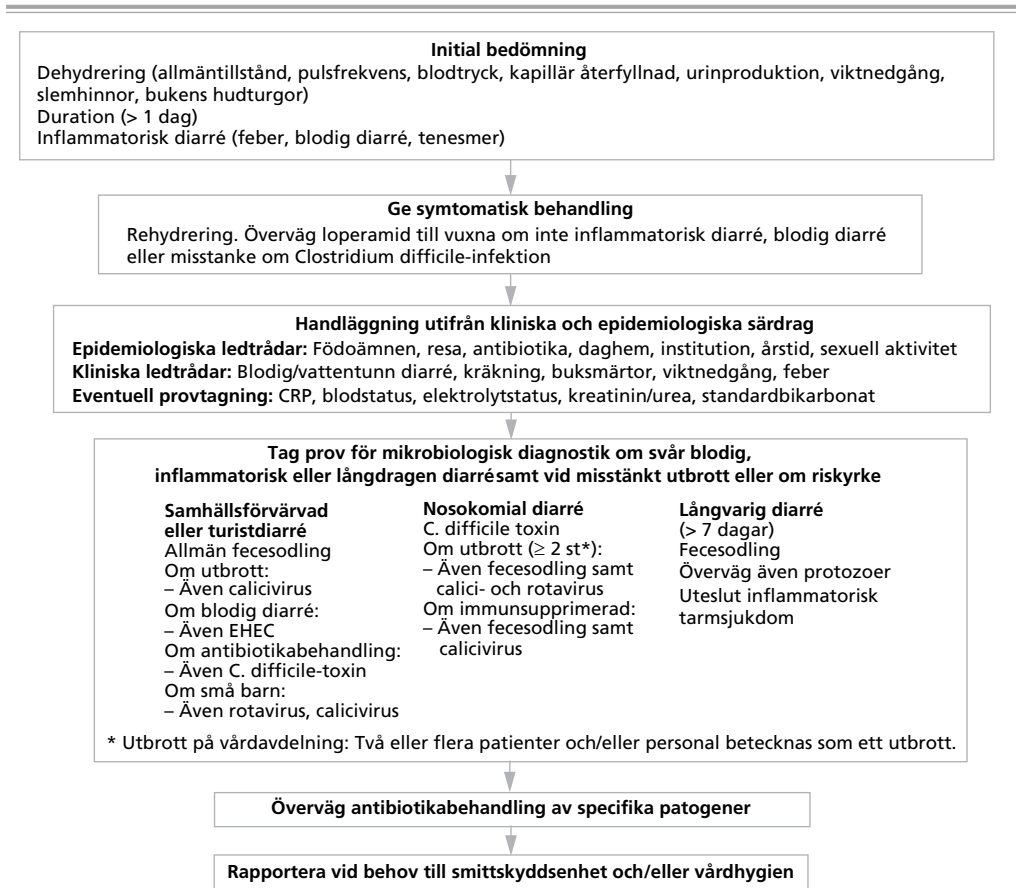 Initial bedömning
Dehydrering (allmäntillstånd, pulsfrekvens, blodtryck, kapillär återfyllnad, urinproduktion, viktnedgång,
slemhinnor, bukens hudturgor)
Duration (> 1 dag)
Inflammatorisk diarré (feber, blodig diarré, tenesmer)
Ge symtomatisk behandling
Rehydrering. Överväg loperamid till vuxna om inte inflammatorisk diarré, blodig diarré
eller misstanke om Clostridium difficile-infektion
Handläggning utifrån kliniska och epidemiologiska särdrag
Epidemiologiska ledtrådar: Födoämnen, resa, antibiotika, daghem, institution, årstid, sexuell aktivitet
Kliniska ledtrådar: Blodig/vattentunn diarré, kräkning, buksmärtor, viktnedgång, feber
Eventuell provtagning: CRP, blodstatus, elektrolytstatus, kreatinin/urea, standardbikarbonat
Tag prov för mikrobiologisk diagnostik om svår blodig,
inflammatorisk eller långdragen diarrésamt vid misstänkt utbrott eller om riskyrke
Samhällsförvärvad
eller turistdiarré
Allmän fecesodling
Om utbrott:
– Även calicivirus
Om blodig diarré:
– Även EHEC
Om antibiotikabehandling:
– Även C. difficile-toxin
Om små barn:
– Även rotavirus, calicivirus
Nosokomial diarré
C. difficile toxin
Om utbrott (≥ 2 st*):
– Även fecesodling samt
calici- och rotavirus
Om immunsupprimerad:
– Även fecesodling samt
calicivirus
Långvarig diarré
(> 7 dagar)
Fecesodling
Överväg även protozoer
Uteslut inflammatorisk
tarmsjukdom
* Utbrott på vårdavdelning: Två eller flera patienter och/eller personal betecknas som ett utbrott.
Överväg antibiotikabehandling av specifika patogener
Rapportera vid behov till smittskyddsenhet och/eller vårdhygien